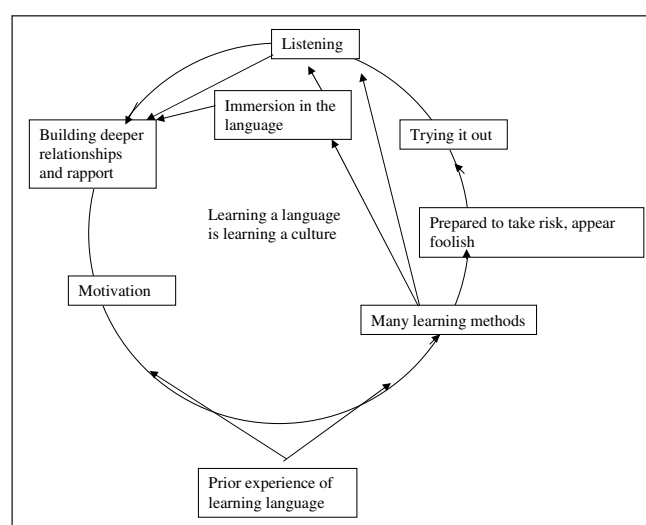 Listening
Immersion in the
language
Building deeper
relationships
and rapport
Trying it out
Learning a language
is learning a culture
Prepared to take risk, appear
foolish
Motivation
Many learning methods
Prior experience of
learning language